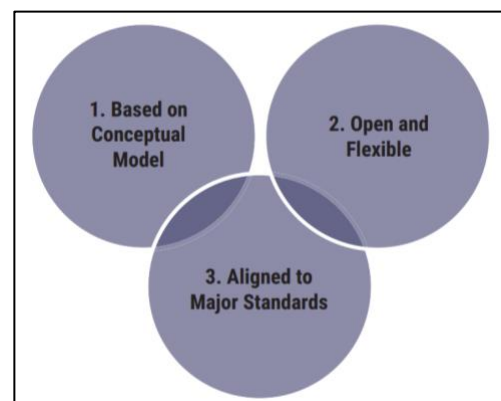 1. Based on
Conceptual
Model
2. Open and
Flexible
3. Aligned to
Major Standards